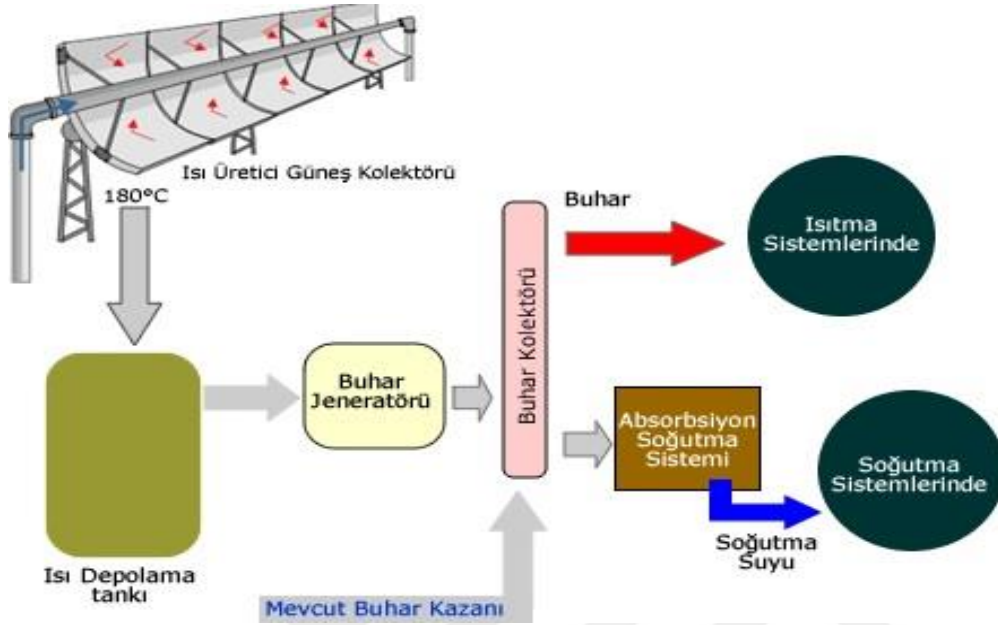 Isı Üretici Güneş Kolektörü
180°C
Buhar
Isıtma
Sistemlerinde
Buhar Kolektörü
Buhar
Jeneratörü
Absorbsiyon
Soğutma
Sistemi
Soğutma
Sistemlerinde
Soğutma
Suyu
Isı Depolama
tankı
Mevcut Buhar Kazanı